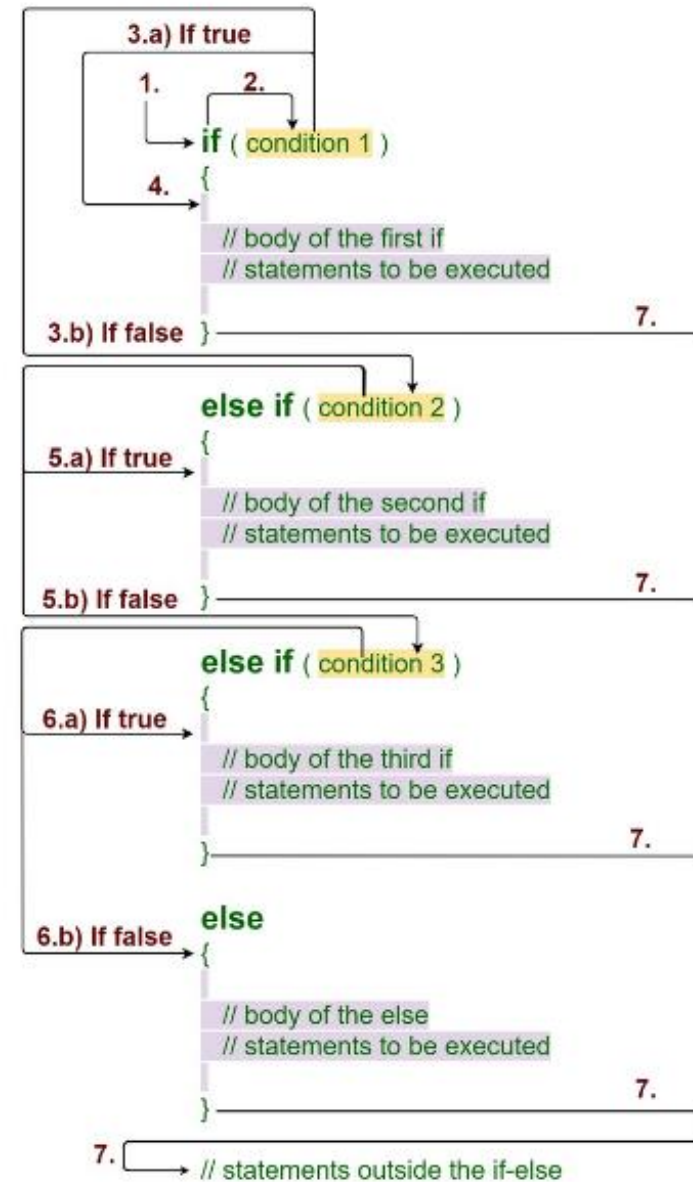 3.a) If true
1. 2.
if ( condition 1 )
4. {
// body of the first if
// statements to be executed
3.b) If false } 7.
else if ( condition 2 )
{
5.a) If true
// body of the second if
// statements to be executed
5.b) If false } 7.
else if ( condition 3 )
{
6.a) If true
// body of the third if
// statements to be executed
} 7.
else
6.b) If false {
// body of the else
// statements to be executed
} 7.
7. // statements outside the if-else